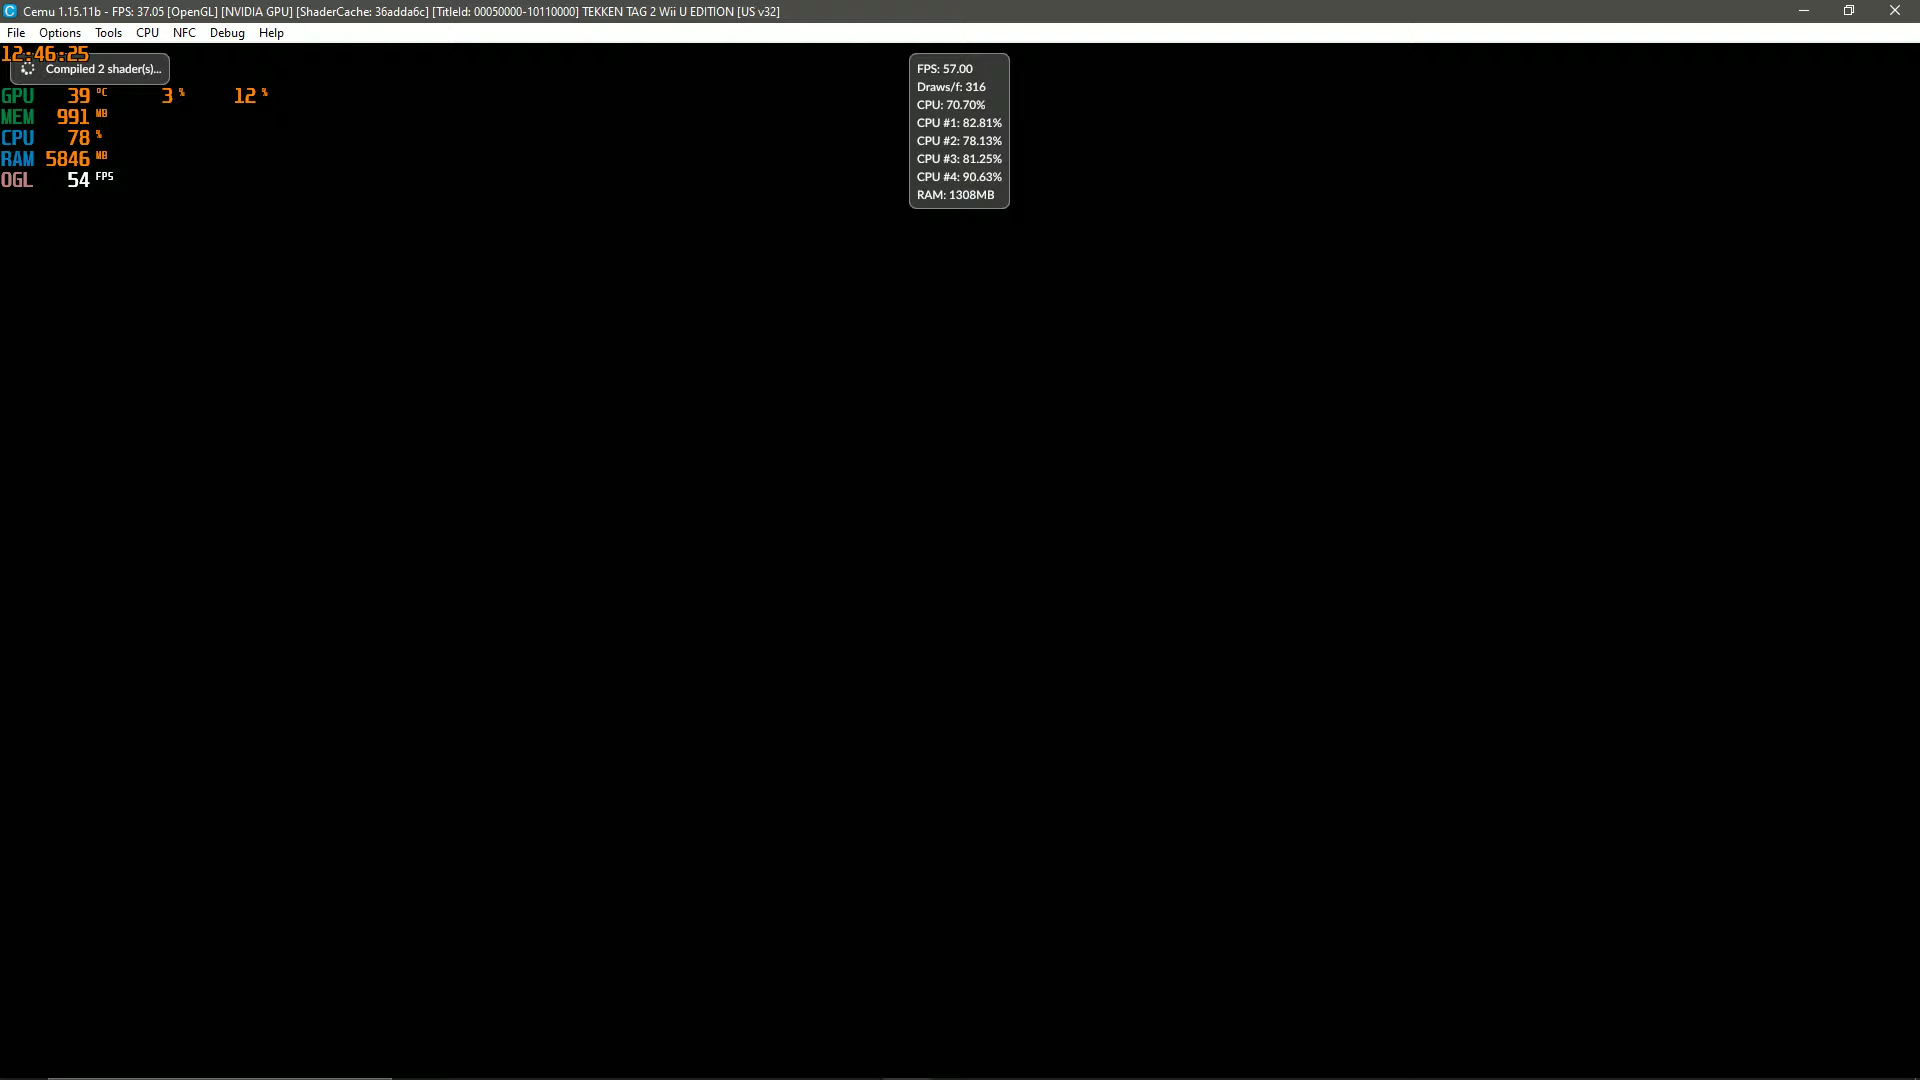 Cemu 1.15.11b - FPS: 37.05 [OpenGL] [NVIDIA GPU] [ShaderCache: 36adda6c] [TitleId: 00050000-10110000] TEKKEN TAG 2 Wii U EDITION [US v32]
File Options Tools CPU NFC Debug Help
12:46:25
Compiled 2 shader(s)...
GPU 39 °C 3 % 12 %
MEM 991 MB
CPU 78 %
RAM 5846 MB
OGL 54 FPS
FPS: 57.00
Draws/f: 316
CPU: 70.70%
CPU #1: 82.81%
CPU #2: 78.13%
CPU #3: 81.25%
CPU #4: 90.63%
RAM: 1308MB